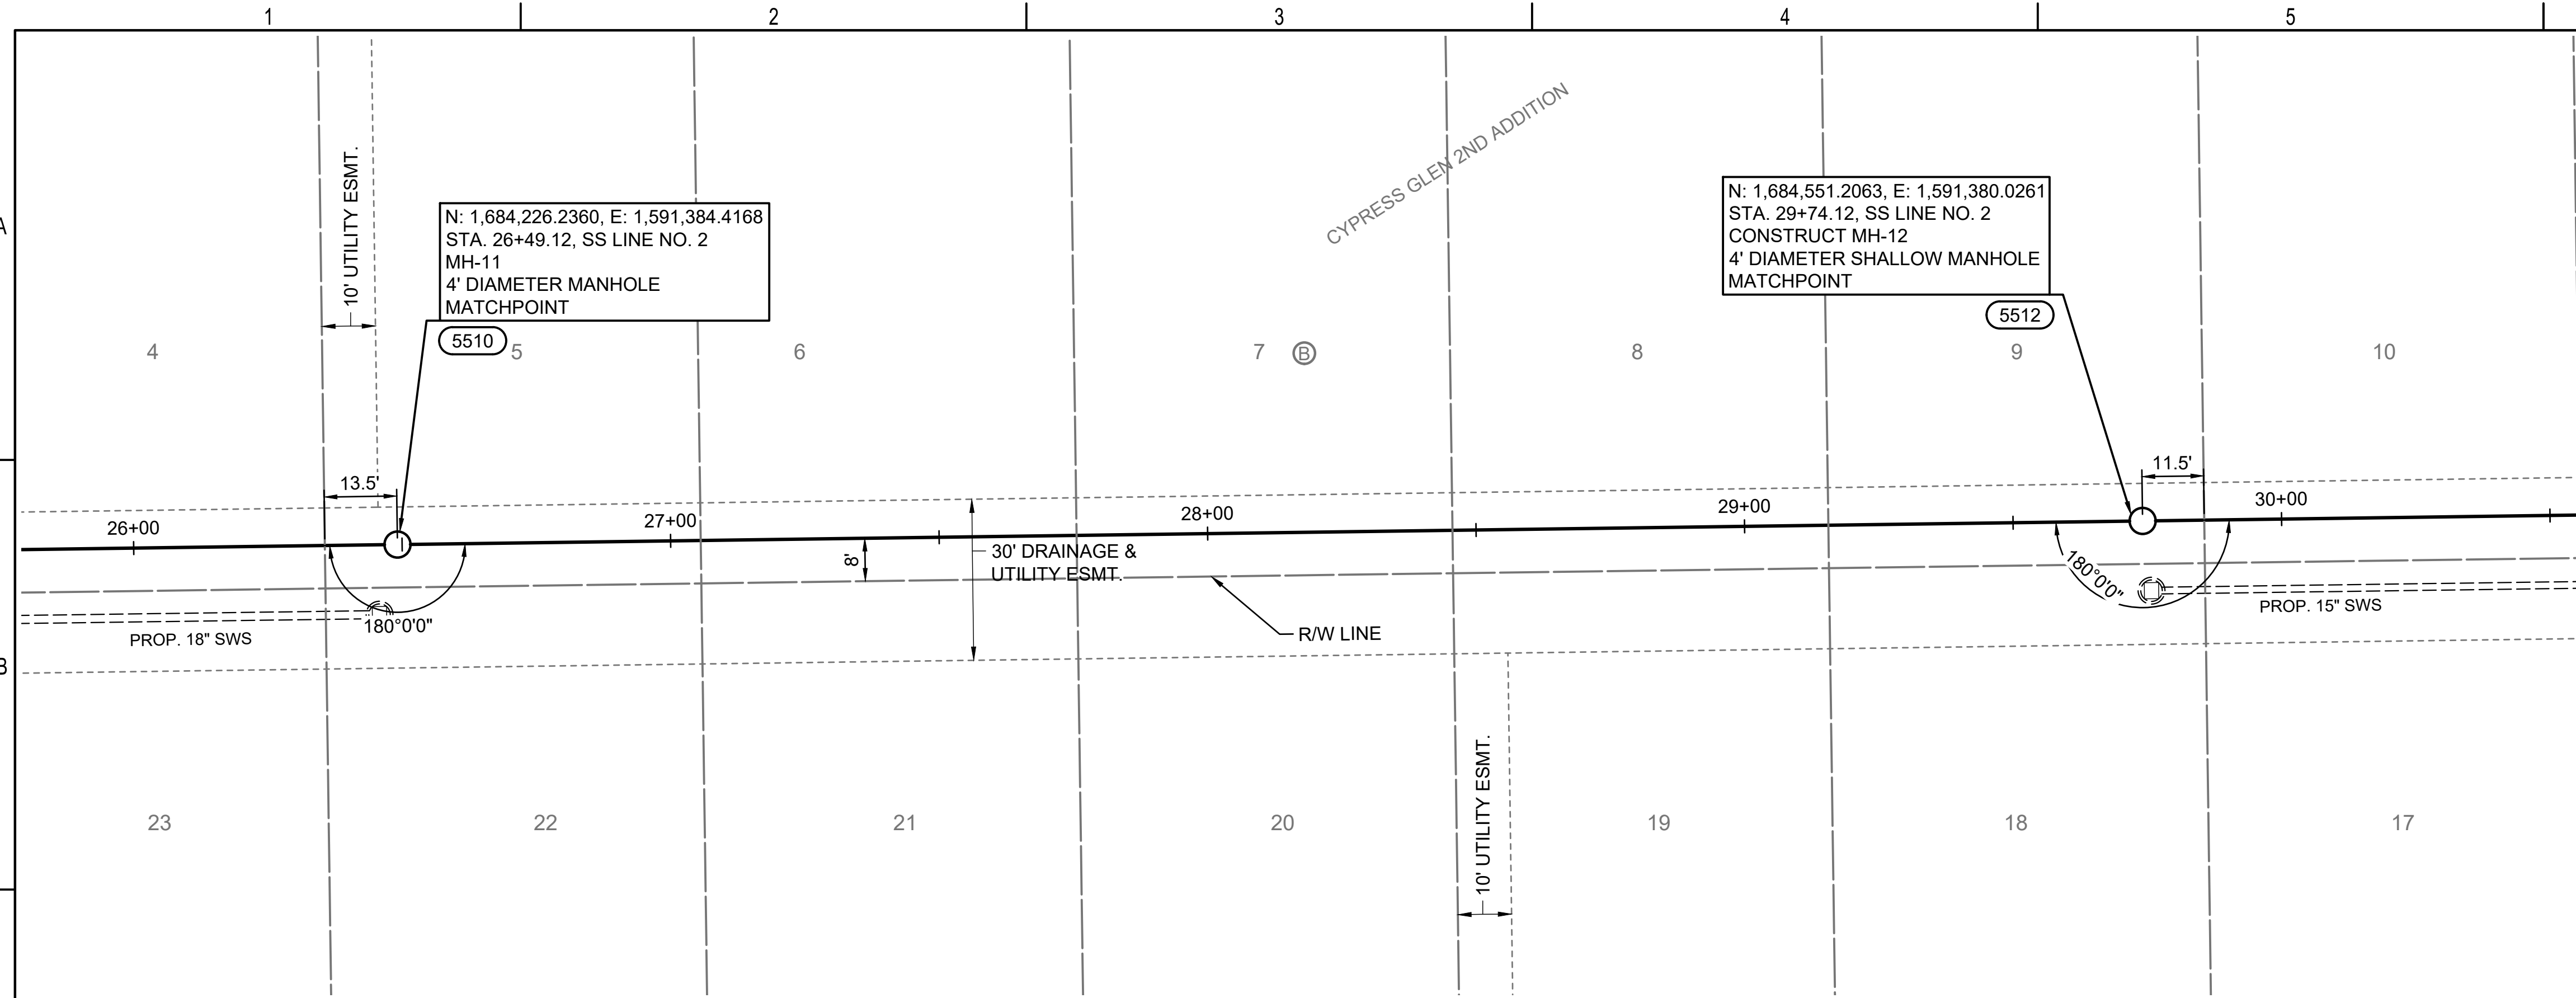 1
2
3
4
5
A
B
CYPRESS GLEN 2ND ADDITION
10' UTILITY ESMT.
N: 1,684,226.2360, E: 1,591,384.4168
STA. 26+49.12, SS LINE NO. 2
MH-11
4' DIAMETER MANHOLE
MATCHPOINT
5510
N: 1,684,551.2063, E: 1,591,380.0261
STA. 29+74.12, SS LINE NO. 2
CONSTRUCT MH-12
4' DIAMETER SHALLOW MANHOLE
MATCHPOINT
5512
4
5
6
7
B
8
9
10
13.5'
11.5'
26+00
27+00
28+00
29+00
30+00
8'
30' DRAINAGE &
UTILITY ESMT.
180°0'0"
180°0'0"
PROP. 18" SWS
R/W LINE
PROP. 15" SWS
10' UTILITY ESMT.
23
22
21
20
19
18
17